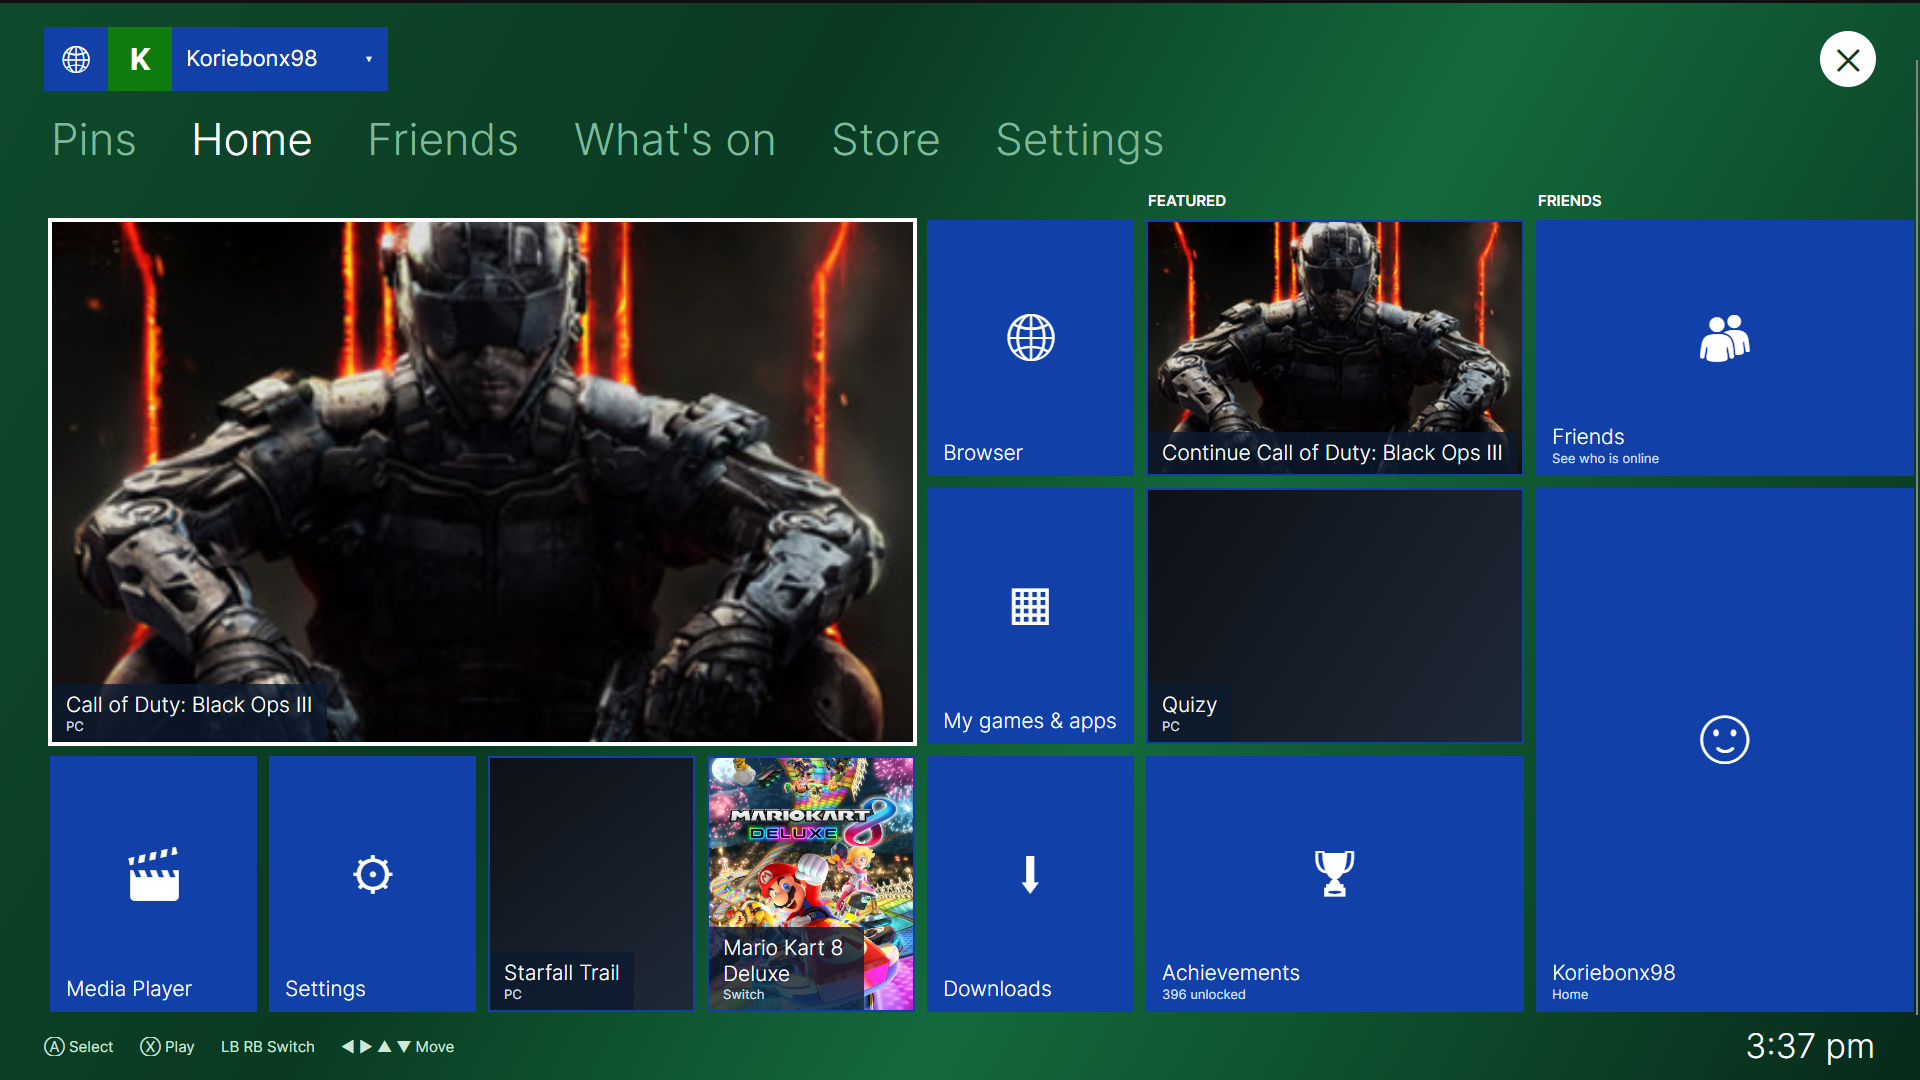 K
Koriebonx98
Pins
Home
Friends
What's on
Store
Settings
FEATURED
FRIENDS
Call of Duty: Black Ops III
PC
Browser
Continue Call of Duty: Black Ops III
Friends
See who is online
My games & apps
Quizy
PC
Media Player
Settings
Starfall Trail
PC
MARIOKART 8
DELUXE
Mario Kart 8
Deluxe
Switch
Downloads
Achievements
396 unlocked
Koriebonx98
Home
A Select
X Play
LB RB Switch
◀ ▶ ▲ ▼ Move
3:37 pm